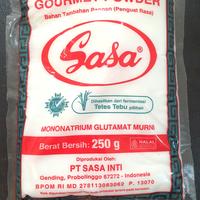 GOURMET POWDER
Bahan Tambahan Pangan (Penguat Rasa)
Sasa®
Dihasilkan dari fermentasi
Tetes Tebu pilihan
MONONATRIUM GLUTAMAT MURNI
Berat Bersih: 250 g
HALAL
Diproduksi Oleh:
PT SASA INTI
Gending, Probolinggo 67272 - Indonesia
BPOM RI MD
P. 13070